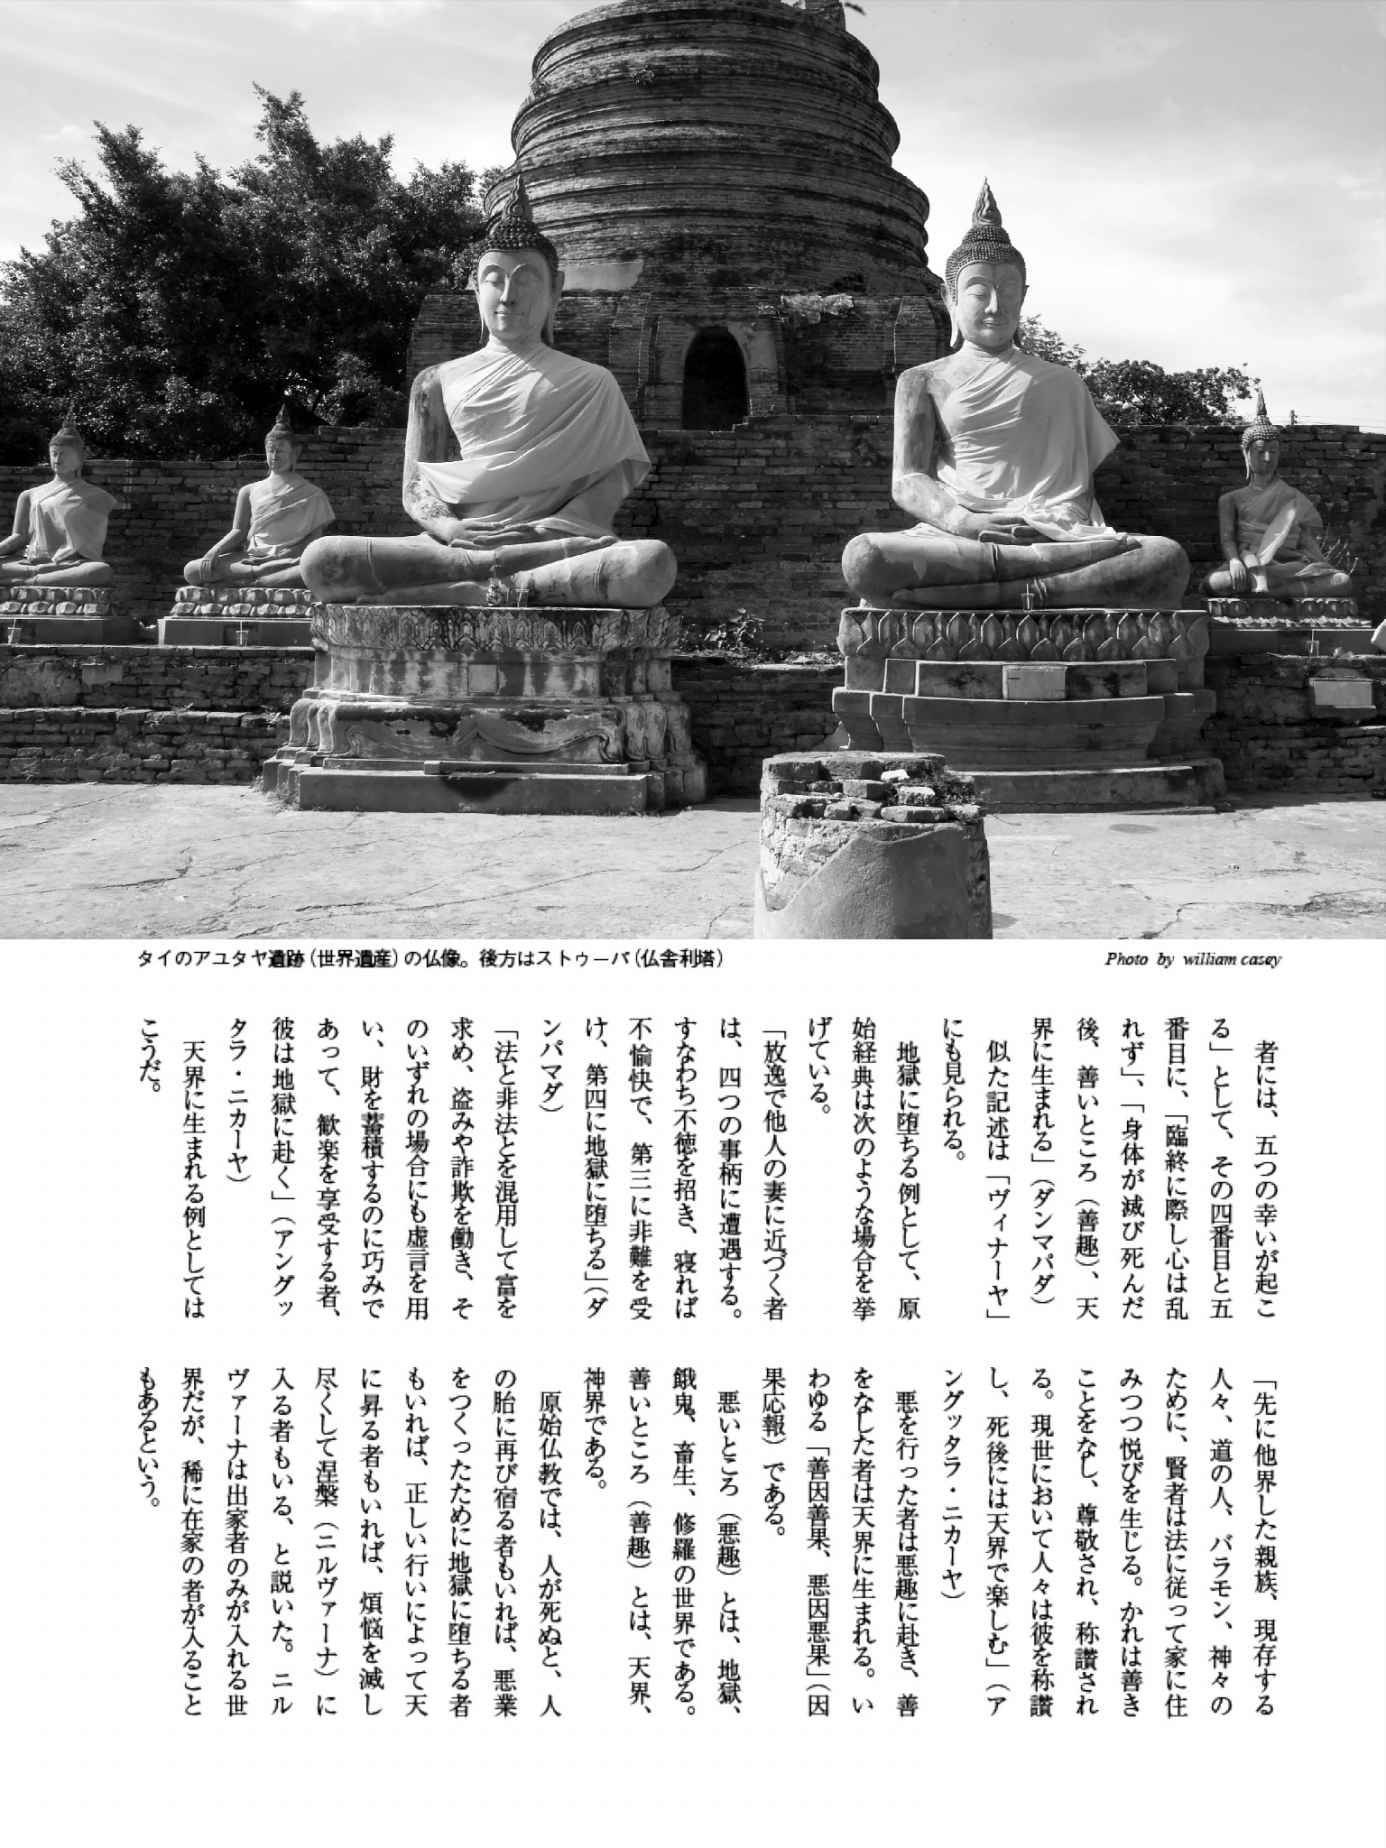 タイのアユタヤ遺跡（世界遺産）の仏像。後方はストゥーパ（仏舎利塔）
Photo by william casey
者には、五つの幸いが起こ
る」として、その四番目と五
番目に、「臨終に際し心は乱
れず」、「身体が滅び死んだ
後、善いところ（善趣）、天
界に生まれる」（ダンマパダ）
似た記述は「ヴィナーヤ」
にも見られる。
地獄に堕ちる例として、原
始経典は次のような場合を挙
げている。
「放逸で他人の妻に近づく者
は、四つの事柄に遭遇する。
すなわち不徳を招き、寝れば
不愉快で、第三に非難を受
け、第四に地獄に堕ちる」（ダ
ンパマダ）
「法と非法とを混用して富を
求め、盗みや詐欺を働き、そ
のいずれの場合にも虚言を用
い、財を蓄積するのに巧みで
あって、歓楽を享受する者、
彼は地獄に赴く」（アングッ
タラ・ニカーヤ）
天界に生まれる例としては
こうだ。
「先に他界した親族、現存する
人々、道の人、バラモン、神々の
ために、賢者は法に従って家に住
みつつ悦びを生じる。かれは善き
ことをなし、尊敬され、称讃され
る。現世において人々は彼を称讃
し、死後には天界で楽しむ」（ア
ングッタラ・ニカーヤ）
悪を行った者は悪趣に赴き、善
をなした者は天界に生まれる。い
わゆる「善因善果、悪因悪果」（因
果応報）である。
悪いところ（悪趣）とは、地獄、
餓鬼、畜生、修羅の世界である。
善いところ（善趣）とは、天界、
神界である。
原始仏教では、人が死ぬと、人
の胎に再び宿る者もいれば、悪業
をつくったために地獄に堕ちる者
もいれば、正しい行いによって天
に昇る者もいれば、煩悩を滅し
尽くして涅槃（ニルヴァーナ）に
入る者もいる、と説いた。ニル
ヴァーナは出家者のみが入れる世
界だが、稀に在家の者が入ること
もあるという。